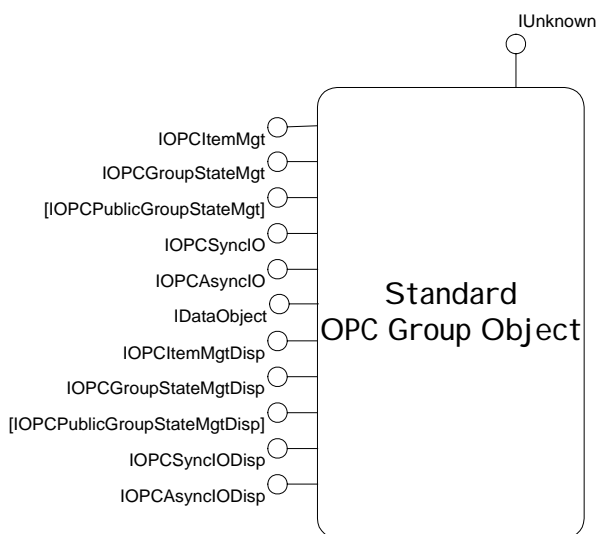 IUnknown
IOPCItemMgt
IOPCGroupStateMgt
[IOPCPublicGroupStateMgt]
IOPCSyncIO
IOPCAsyncIO
IDataObject
IOPCItemMgtDisp
IOPCGroupStateMgtDisp
[IOPCPublicGroupStateMgtDisp]
IOPCSyncIODisp
IOPCAsyncIODisp
Standard
OPC Group Object